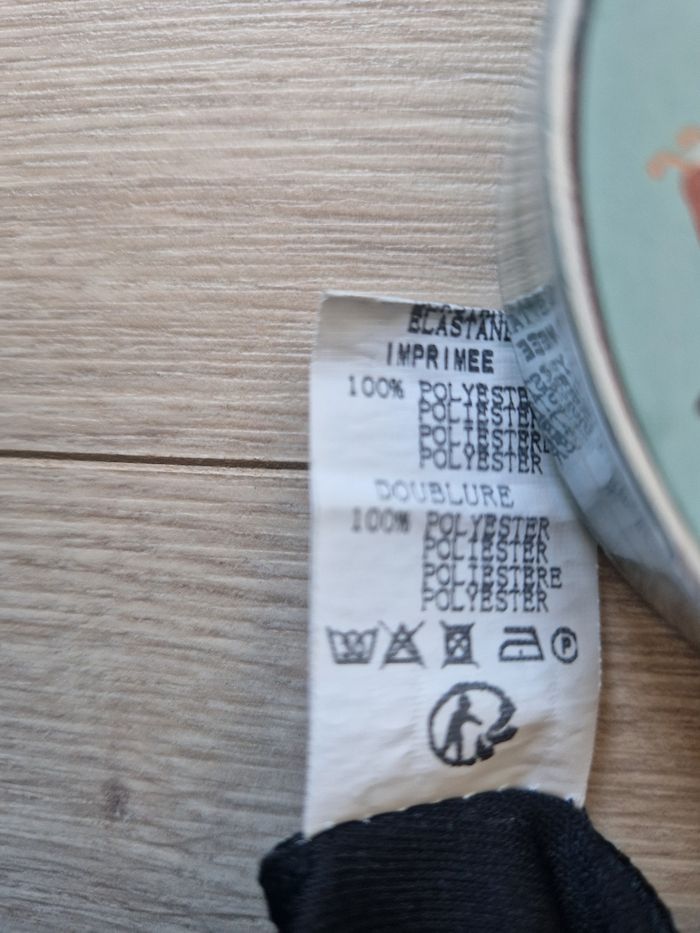 ELASTANE
IMPRIMEE
100% POLYESTER
POLIESTER
POLIESTERE
POLYESTER
DOUBLURE
100% POLYESTER
POLIESTER
POLIESTERE
POLYESTER
P